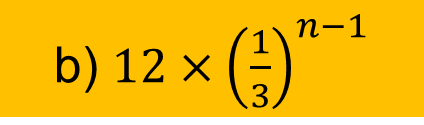 b) 12 × (1/3)^{n−1}